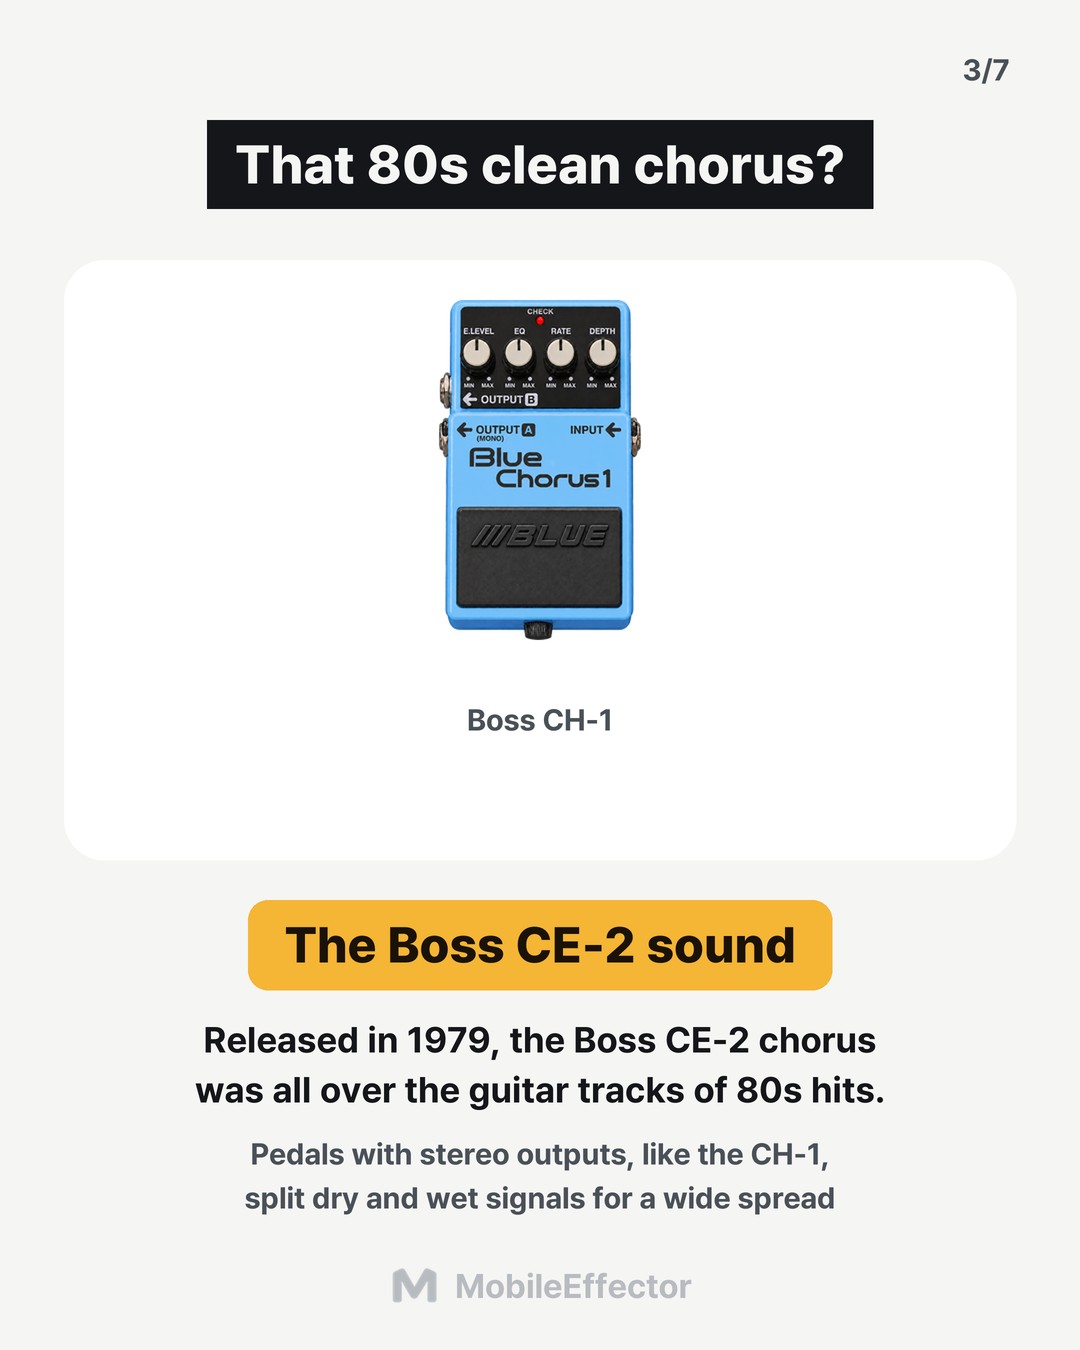 3/7
That 80s clean chorus?
CHECK
E.LEVEL EQ RATE DEPTH
MIN MAX MIN MAX MIN MAX MIN MAX
OUTPUT B
OUTPUT A INPUT
(MONO)
Blue
Chorus1
BLUE
Boss CH-1
The Boss CE-2 sound
Released in 1979, the Boss CE-2 chorus
was all over the guitar tracks of 80s hits.
Pedals with stereo outputs, like the CH-1,
split dry and wet signals for a wide spread
MobileEffector